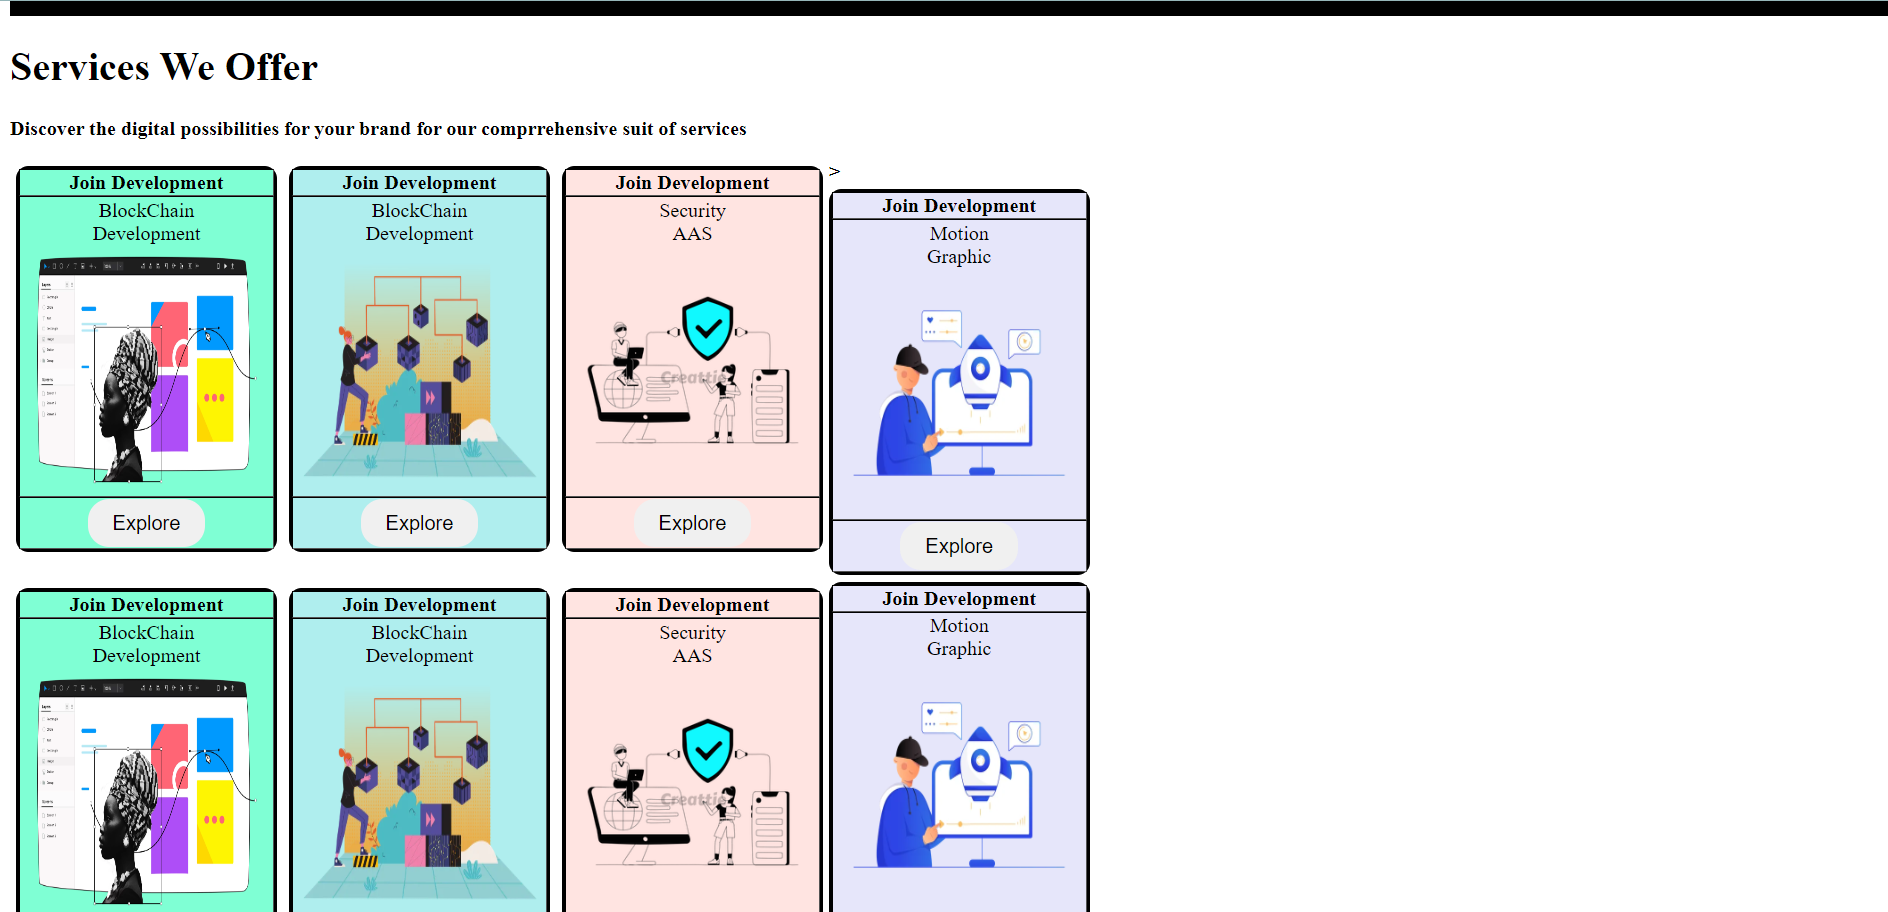 Services We Offer
Discover the digital possibilities for your brand for our comprrehensive suit of services
Join Development
BlockChain
Development
Explore
Join Development
BlockChain
Development
Explore
Join Development
Security
AAS
Creattie
Explore
>
Join Development
Motion
Graphic
Explore
Join Development
BlockChain
Development
Join Development
BlockChain
Development
Join Development
Security
AAS
Creattie
Join Development
Motion
Graphic